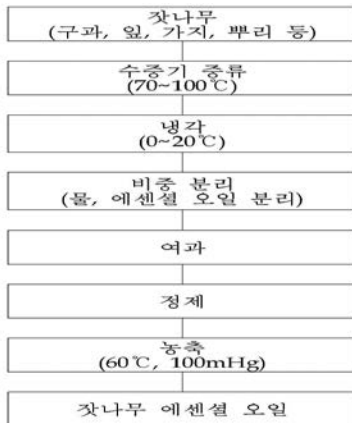 잣나무
(구과, 잎, 가지, 뿌리 등)
수증기 증류
(70~100℃)
냉각
(0~20℃)
비중 분리
(물, 에센셜 오일 분리)
여과
정제
농축
(60℃, 100mHg)
잣나무 에센셜 오일